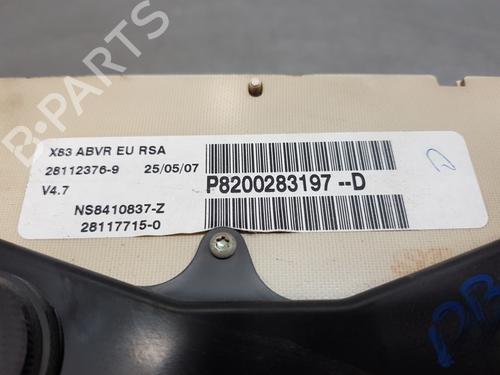 B-PARTS
X83 ABVR EU RSA
28112376-9 25/05/07
V4.7
P8200283197 --D
NS8410837-Z
28117715-0